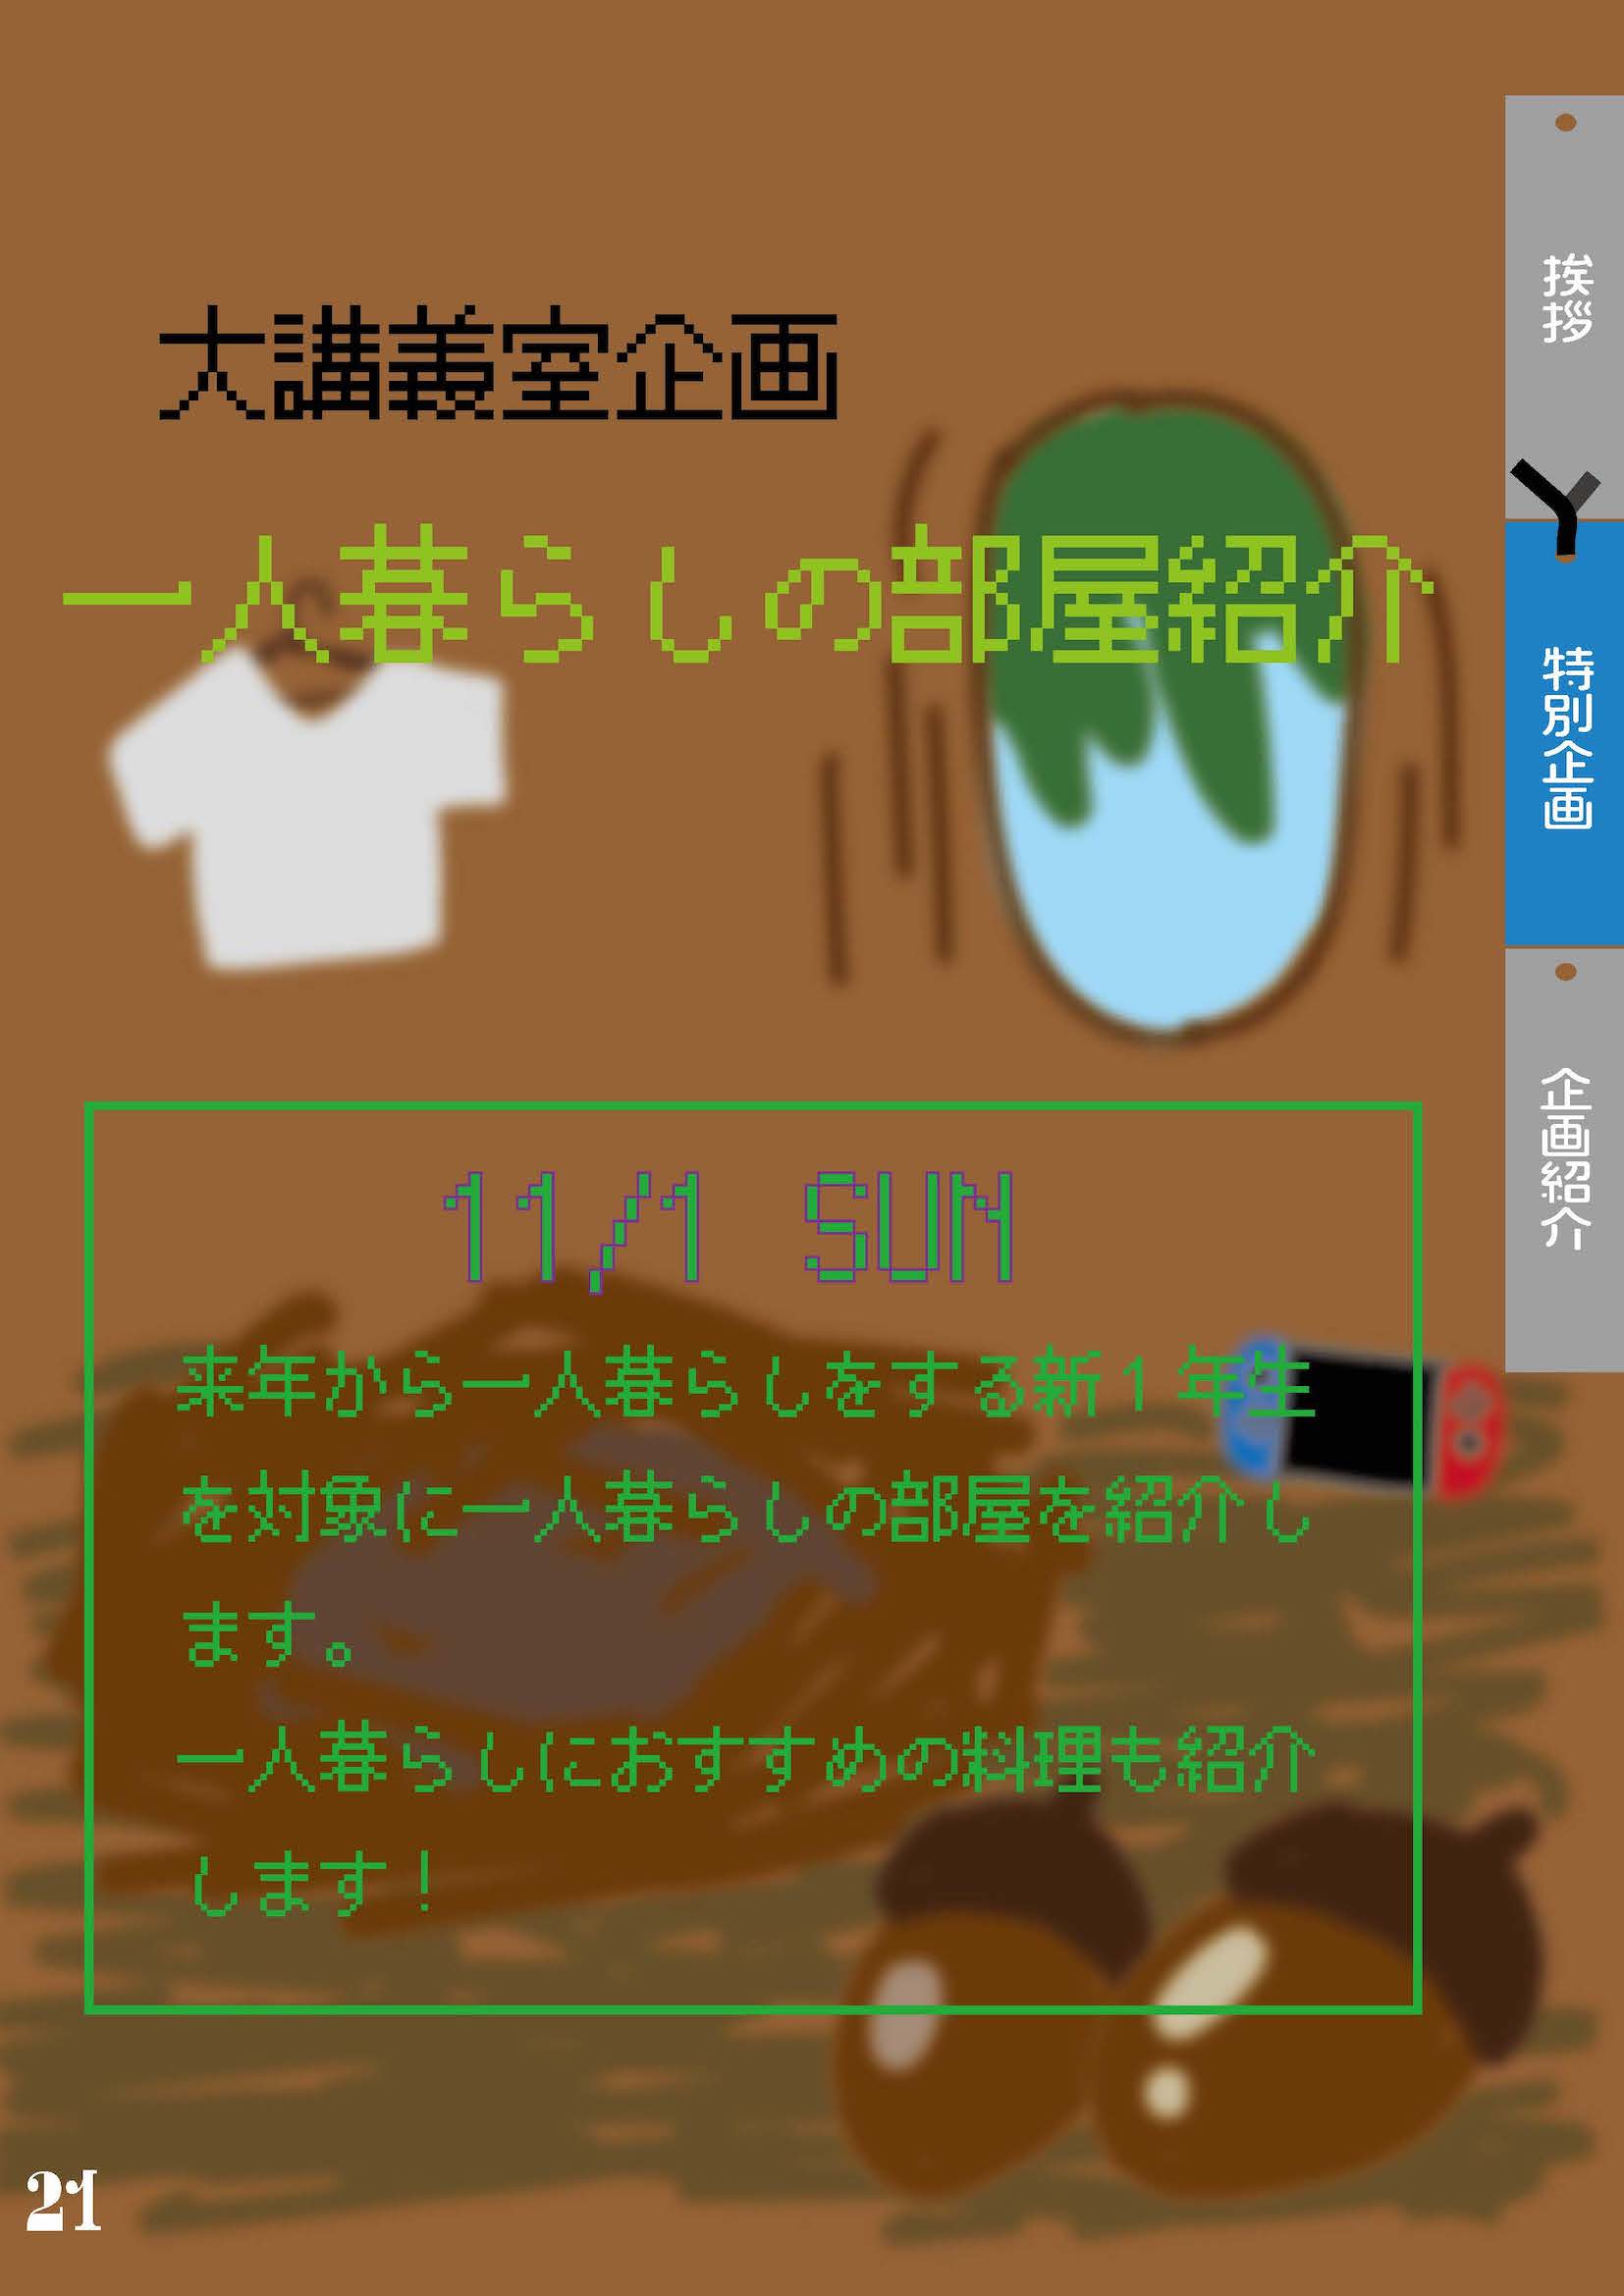 大講義室企画
一人暮らしの部屋紹介
11/1 SUN
来年から一人暮らしをする新1年生
を対象に一人暮らしの部屋を紹介し
ます。
一人暮らしにおすすめの料理も紹介
します!
挨拶
特別企画
企画紹介
21